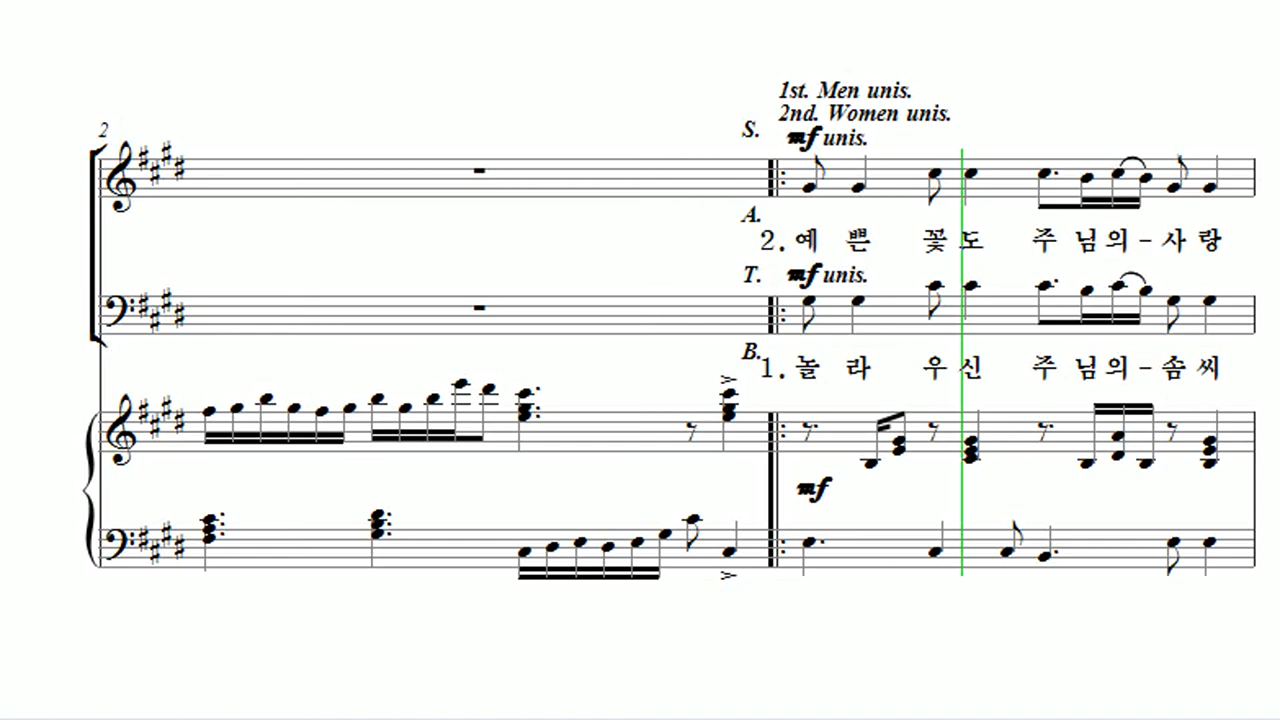 1st. Men unis.
2nd. Women unis.
2
S.
mf unis.
A.
2. 예 쁜 꽃 도 주 님 의 - 사 랑
T.
mf unis.
B.
1. 놀 라 우 신 주 님 의 - 솜 씨
mf